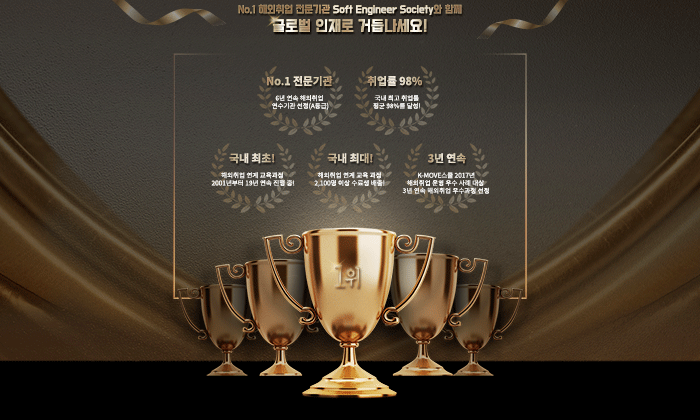 No.1 해외취업 전문기관 Soft Engineer Society와 함께
글로벌 인재로 거듭나세요!
No.1 전문기관
6년 연속 해외취업
연수기관 선정(A등급)
취업률 98%
국내 최고 취업률
평균 98%를 달성!
국내 최초!
해외취업 연계 교육과정
2001년부터 19년 연속 진행 중!
국내 최대!
해외취업 연계 교육 과정
2,100명 이상 수료생 배출!
3년 연속
K-MOVE스쿨 2017년
해외취업 운영 우수 사례 대상
3년 연속 해외취업 우수과정 선정
1위